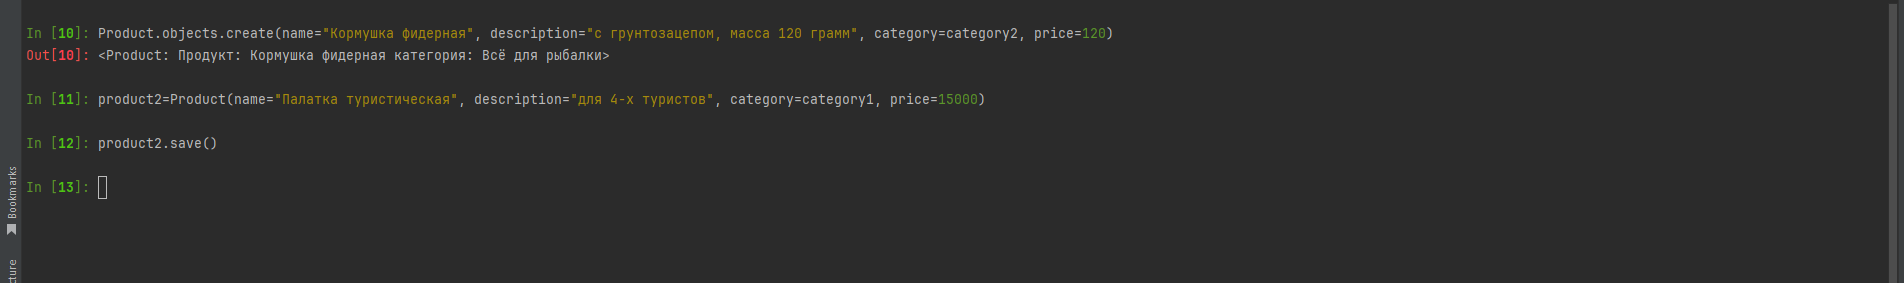 In [10]: Product.objects.create(name="Кормушка фидерная", description="с грунтозацепом, масса 120 грамм", category=category2, price=120)
Out[10]: <Product: Продукт: Кормушка фидерная категория: Всё для рыбалки>
In [11]: product2=Product(name="Палатка туристическая", description="для 4-х туристов", category=category1, price=15000)
In [12]: product2.save()
In [13]:
Bookmarks